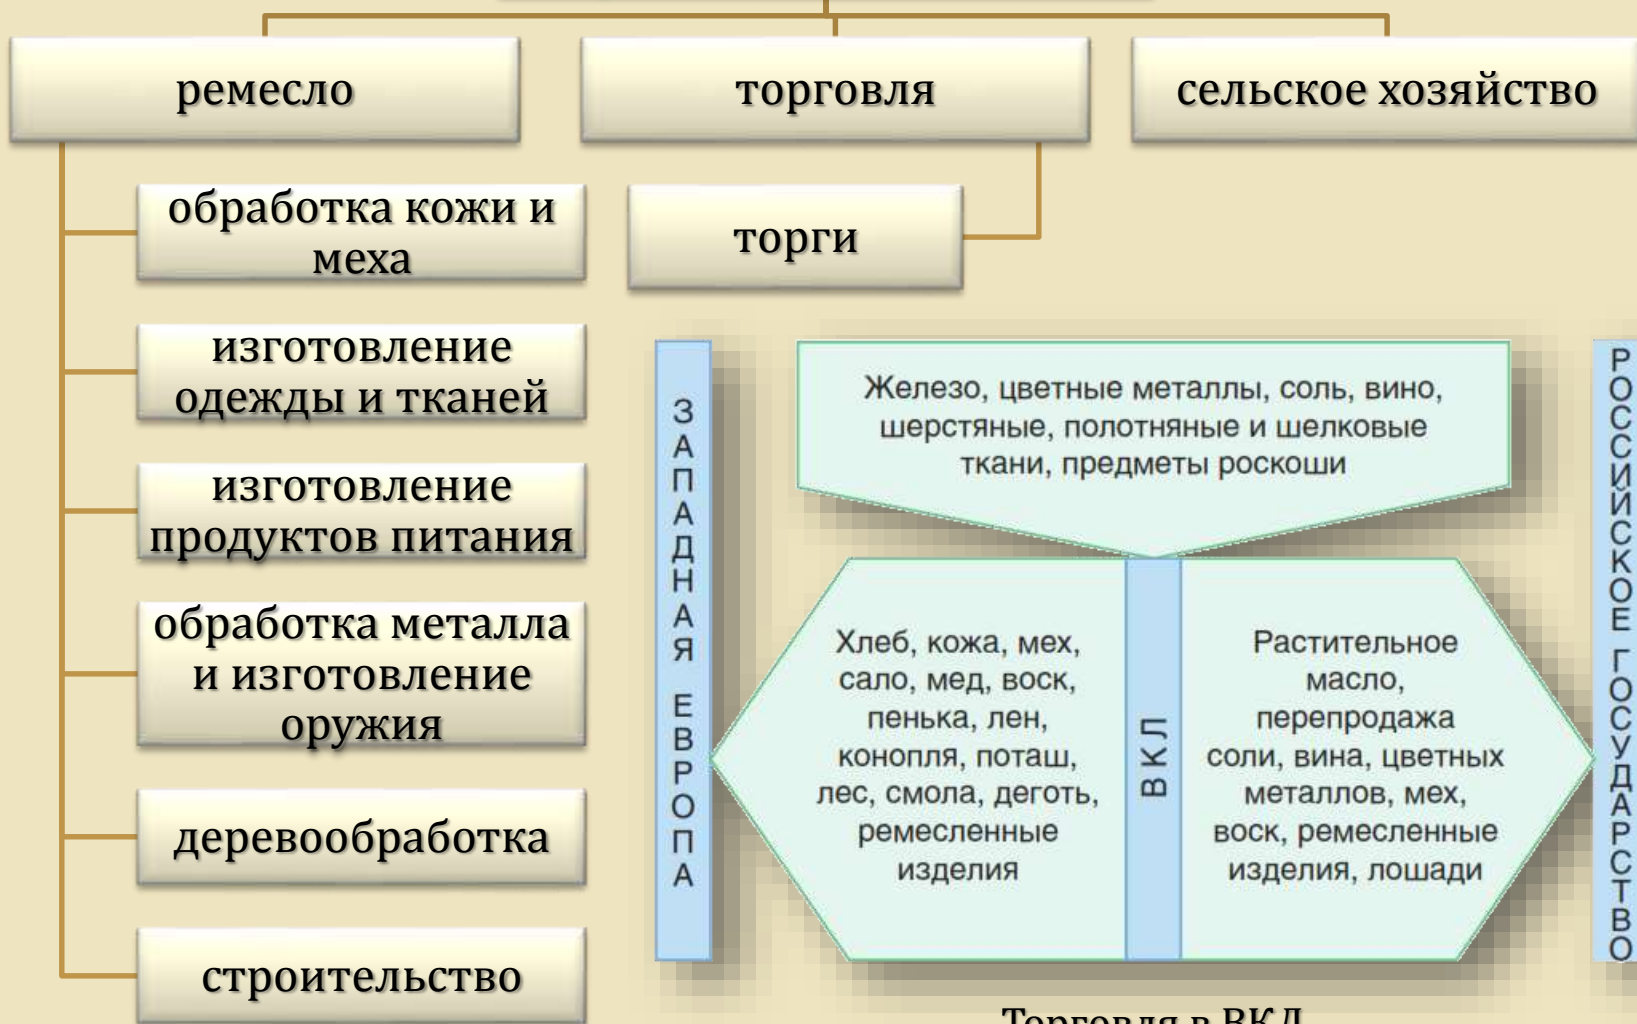 ремесло
торговля
сельское хозяйство
обработка кожи и
меха
изготовление
одежды и тканей
изготовление
продуктов питания
обработка металла
и изготовление
оружия
деревообработка
строительство
торги
ЗАПАДНАЯ ЕВРОПА
Железо, цветные металлы, соль, вино,
шерстяные, полотняные и шелковые
ткани, предметы роскоши
Хлеб, кожа, мех,
сало, мед, воск,
пенька, лен,
конопля, поташ,
лес, смола, деготь,
ремесленные
изделия
ВКЛ
Растительное
масло,
перепродажа
соли, вина, цветных
металлов, мех,
воск, ремесленные
изделия, лошади
РОССИЙСКОЕ ГОСУДАРСТВО
Торговля в ВКЛ